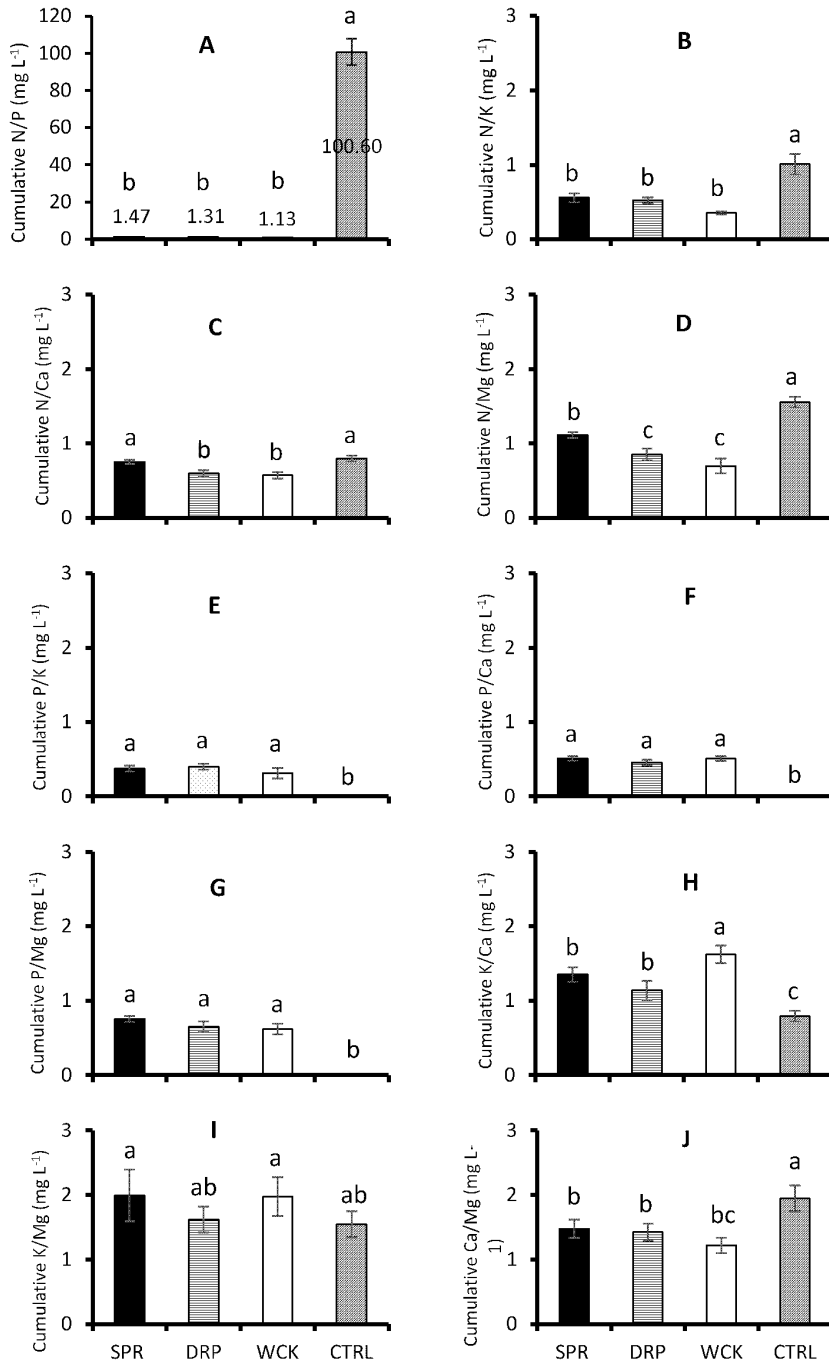 A
Cumulative N/P (mg L-1)
120
100
80
60
40
20
0
b
b
b
a
1.47
1.31
1.13
100.60
B
Cumulative N/K (mg L-1)
3
2
1
0
b
b
b
a
C
Cumulative N/Ca (mg L-1)
3
2
1
0
a
b
b
a
D
Cumulative N/Mg (mg L-1)
3
2
1
0
b
c
c
a
E
Cumulative P/K (mg L-1)
3
2
1
0
a
a
a
b
F
Cumulative P/Ca (mg L-1)
3
2
1
0
a
a
a
b
G
Cumulative P/Mg (mg L-1)
3
2
1
0
a
a
a
b
H
Cumulative K/Ca (mg L-1)
3
2
1
0
b
b
a
c
I
Cumulative K/Mg (mg L-1)
3
2
1
0
a
ab
a
ab
SPR DRP WCK CTRL
J
Cumulative Ca/Mg (mg L-
1)
3
2
1
0
b
b
bc
a
SPR DRP WCK CTRL